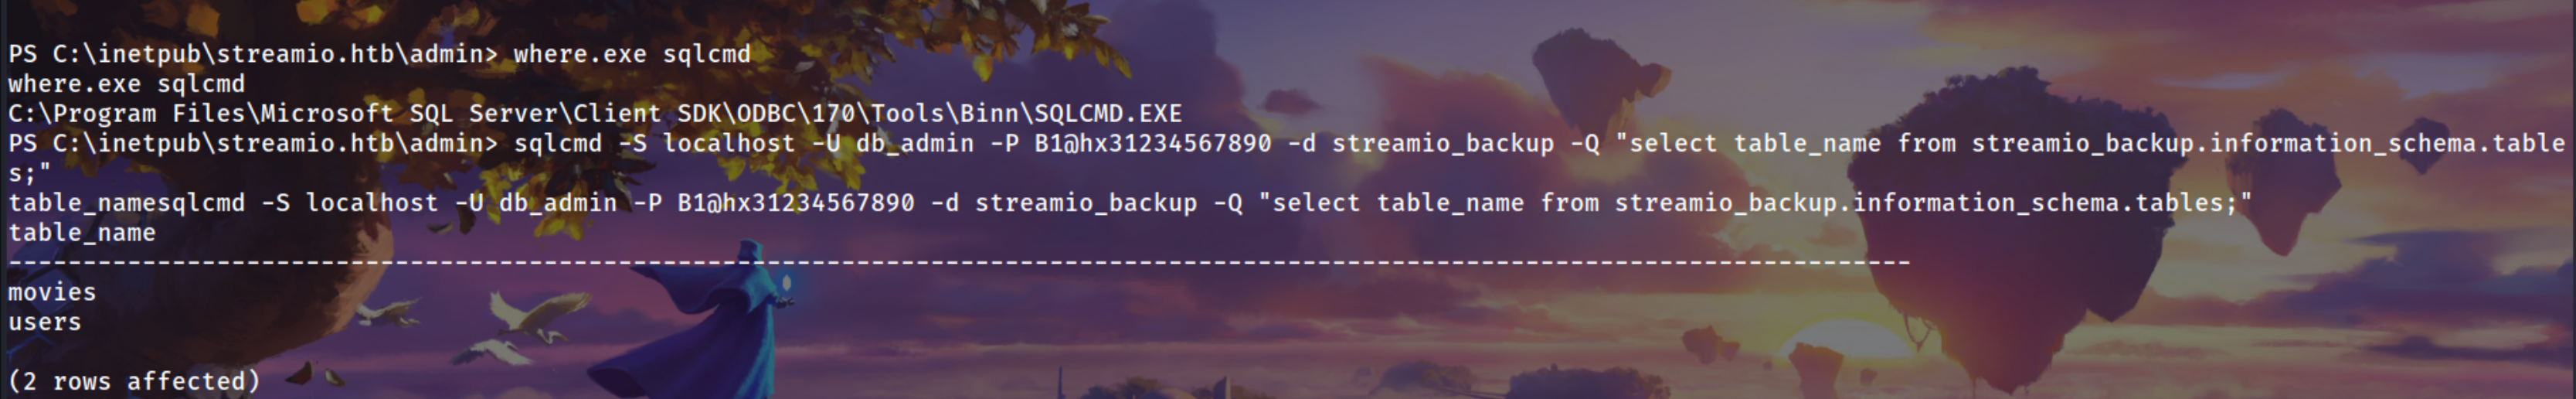 PS C:\inetpub\streamio.htb\admin> where.exe sqlcmd
where.exe sqlcmd
C:\Program Files\Microsoft SQL Server\Client SDK\ODBC\170\Tools\Binn\SQLCMD.EXE
PS C:\inetpub\streamio.htb\admin> sqlcmd -S localhost -U db_admin -P B1@hx31234567890 -d streamio_backup -Q "select table_name from streamio_backup.information_schema.table
s;"
table_namesqlcmd -S localhost -U db_admin -P B1@hx31234567890 -d streamio_backup -Q "select table_name from streamio_backup.information_schema.tables;"
table_name
--------------------------------------------------------------------------------------------------------------------------------
movies
users
(2 rows affected)